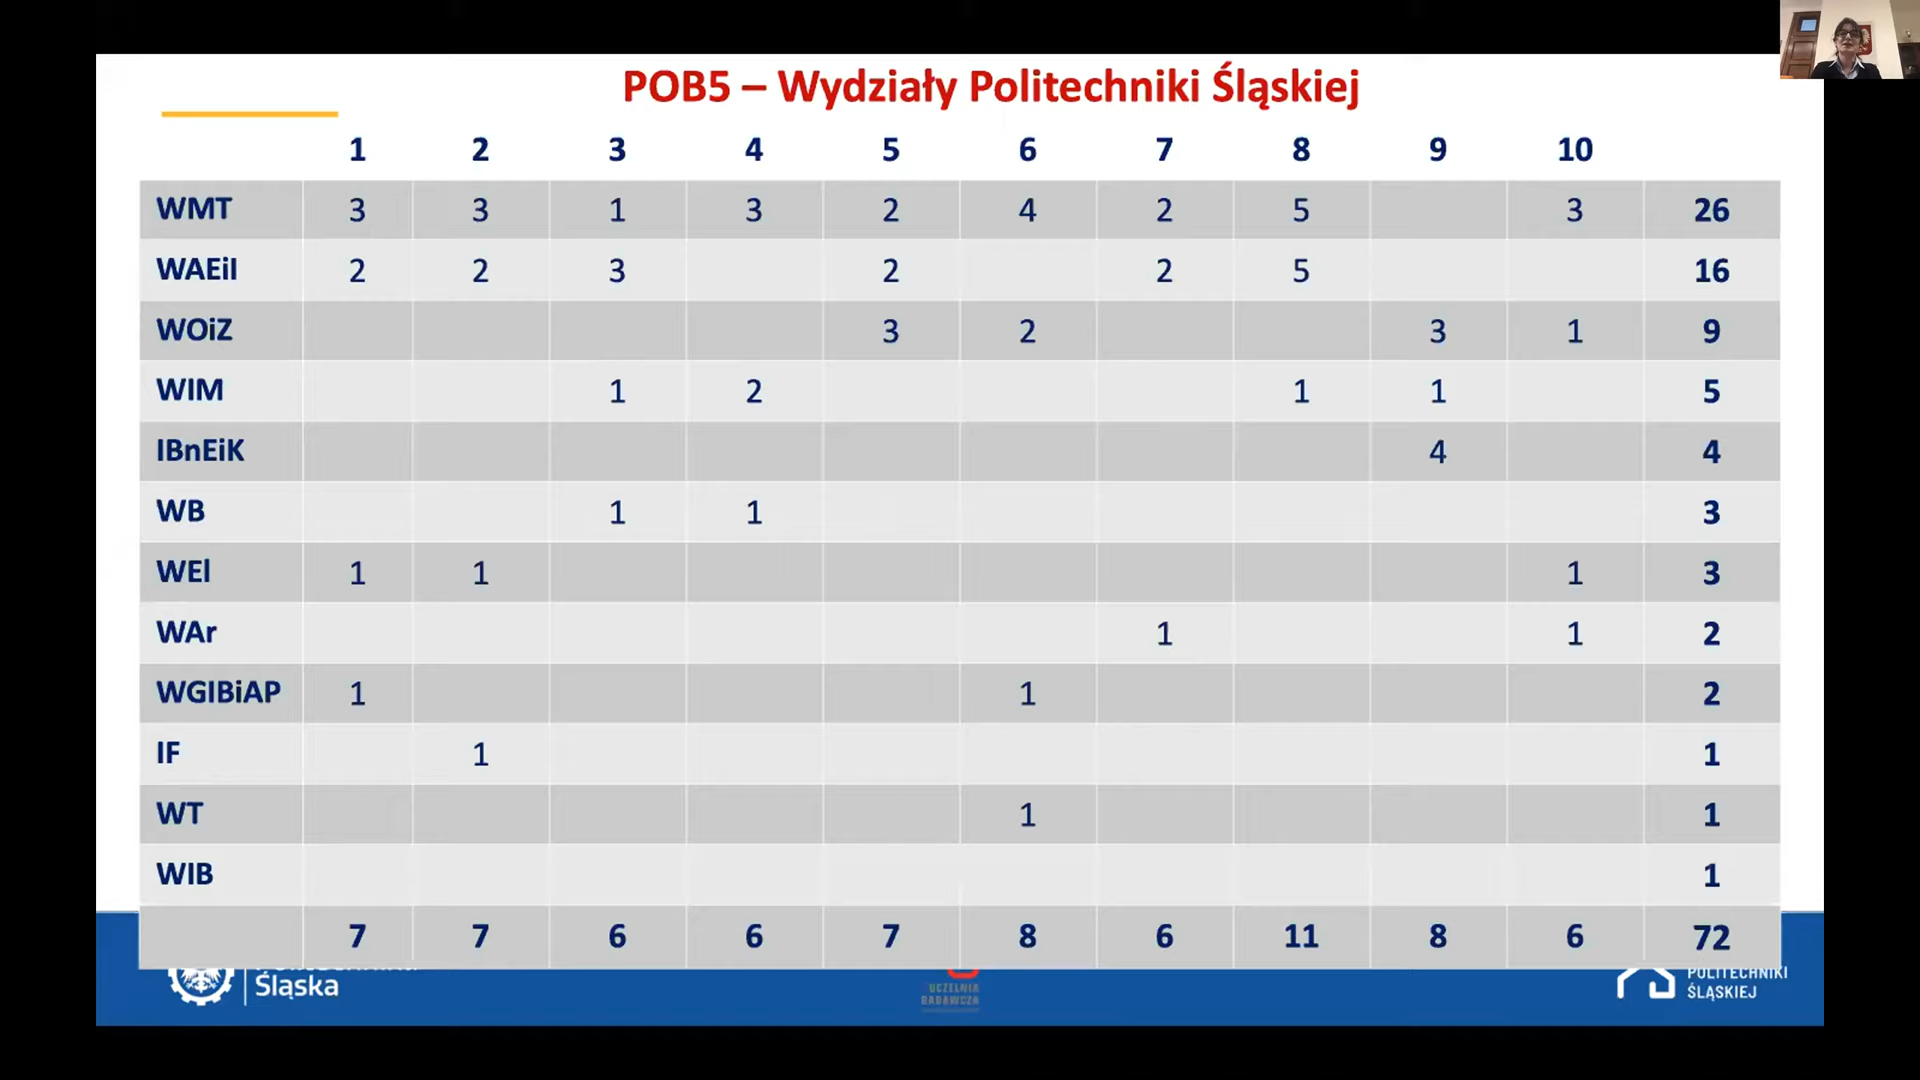 POB5 – Wydziały Politechniki Śląskiej
1 2 3 4 5 6 7 8 9 10
WMT 3 3 1 3 2 4 2 5 3 26
WAEiI 2 2 3 2 2 5 16
WOiZ 3 2 3 1 9
WIM 1 2 1 1 5
IBnEiK 4 4
WB 1 1 3
WEl 1 1 1 3
WAr 1 1 2
WGIBiAP 1 1 2
IF 1 1
WT 1 1
WIB 1
7 7 6 6 7 8 6 11 8 6 72
Śląska
UCZELNIA
BADAWCZA
POLITECHNIKI
ŚLĄSKIEJ